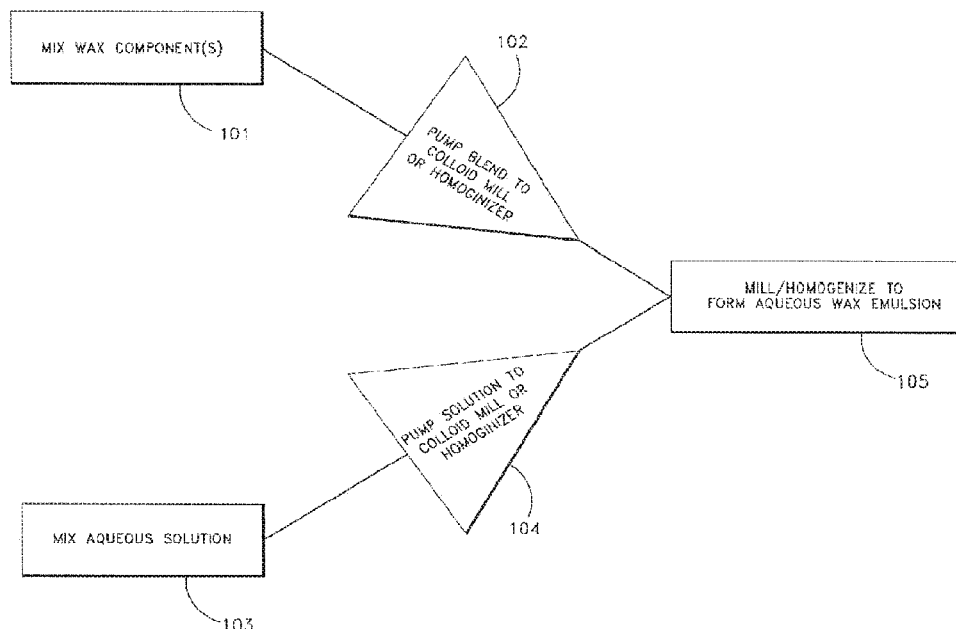 MIX WAX COMPONENT(S)
101
102
PUMP BLEND TO
COLLOID MILL
OR HOMOGINIZER
MILL/HOMOGENIZE TO
FORM AQUEOUS WAX EMULSION
105
PUMP SOLUTION TO
COLLOID MILL OR
HOMOGINIZER
104
MIX AQUEOUS SOLUTION
103